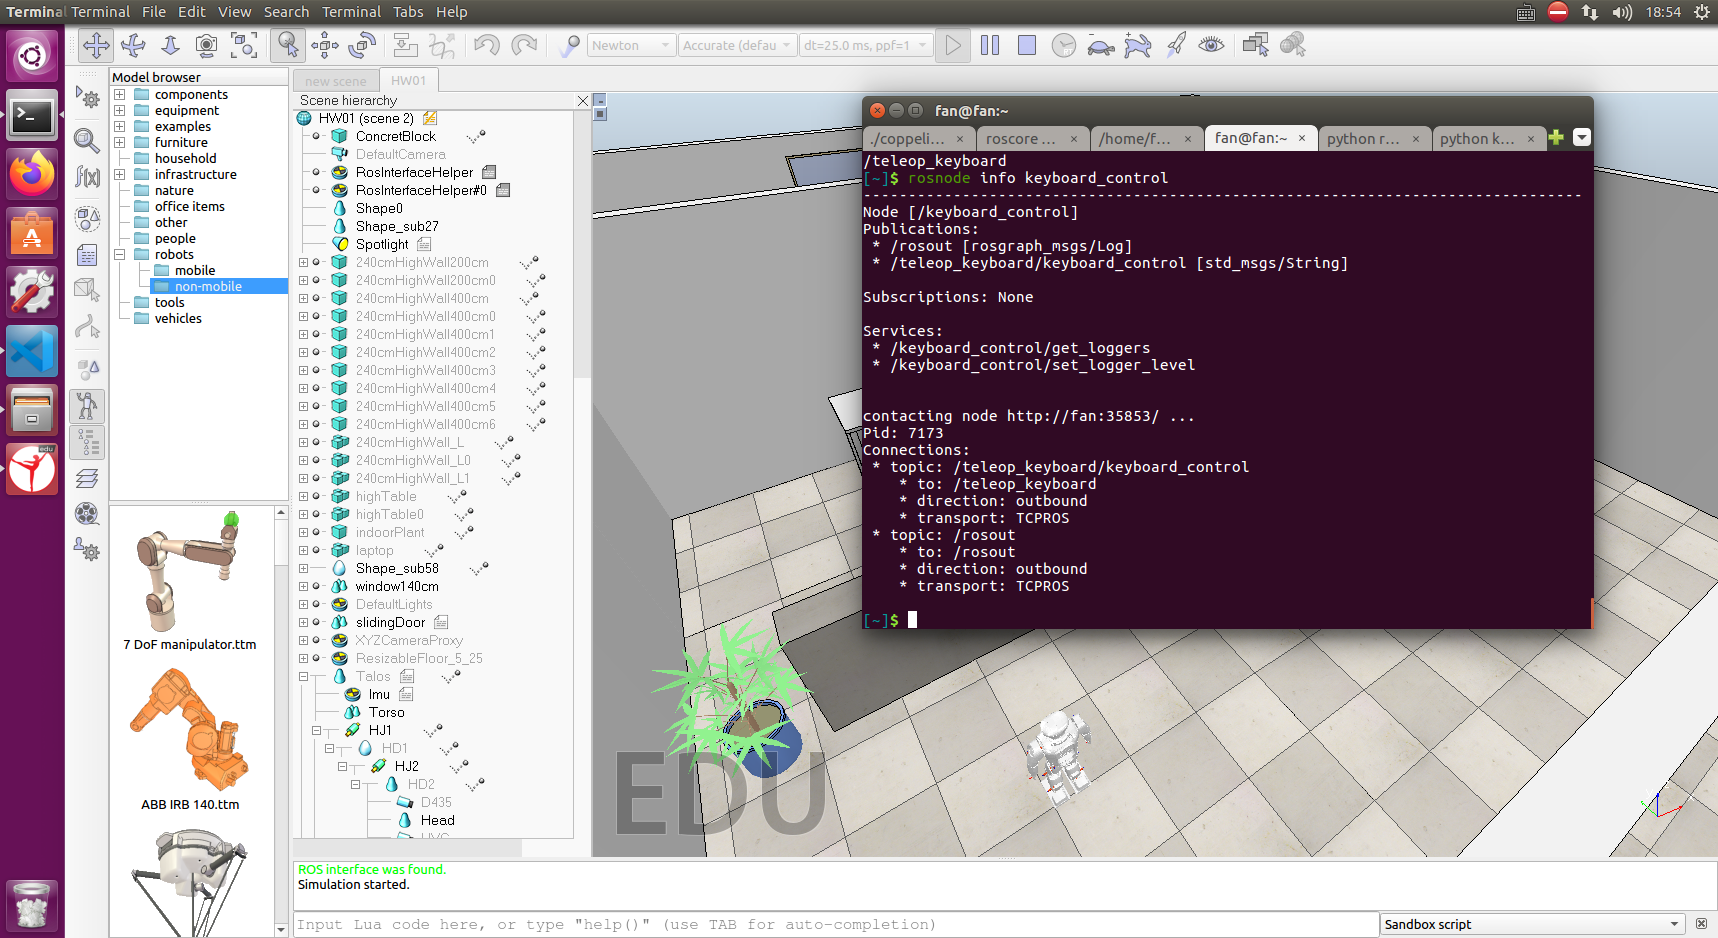 Terminal Terminal File Edit View Search Terminal Tabs Help
18:54
Newton
Accurate (defau
dt=25.0 ms, ppf=1
Model browser
components
equipment
examples
furniture
household
infrastructure
nature
office items
other
people
robots
mobile
non-mobile
tools
vehicles
7 DoF manipulator.ttm
ABB IRB 140.ttm
new scene
HW01
Scene hierarchy
HW01 (scene 2)
ConcretBlock
DefaultCamera
RosInterfaceHelper
RosInterfaceHelper#0
Shape0
Shape_sub27
Spotlight
240cmHighWall200cm
240cmHighWall200cm0
240cmHighWall400cm
240cmHighWall400cm0
240cmHighWall400cm1
240cmHighWall400cm2
240cmHighWall400cm3
240cmHighWall400cm4
240cmHighWall400cm5
240cmHighWall400cm6
240cmHighWall_L
240cmHighWall_L0
240cmHighWall_L1
highTable
highTable0
indoorPlant
laptop
Shape_sub58
window140cm
DefaultLights
slidingDoor
XYZCameraProxy
ResizableFloor_5_25
Talos
Imu
Torso
HJ1
HD1
HJ2
HD2
D435
Head
fan@fan:~
./coppeli...
roscore ...
/home/f...
fan@fan:~
python r...
python k...
/teleop_keyboard
[~]$ rosnode info keyboard_control
--------------------------------------------------------------------------------
Node [/keyboard_control]
Publications:
* /rosout [rosgraph_msgs/Log]
* /teleop_keyboard/keyboard_control [std_msgs/String]
Subscriptions: None
Services:
* /keyboard_control/get_loggers
* /keyboard_control/set_logger_level
contacting node http://fan:35853/ ...
Pid: 7173
Connections:
* topic: /teleop_keyboard/keyboard_control
* to: /teleop_keyboard
* direction: outbound
* transport: TCPROS
* topic: /rosout
* to: /rosout
* direction: outbound
* transport: TCPROS
[~]$
EDU
ROS interface was found.
Simulation started.
Input Lua code here, or type "help()" (use TAB for auto-completion)
Sandbox script